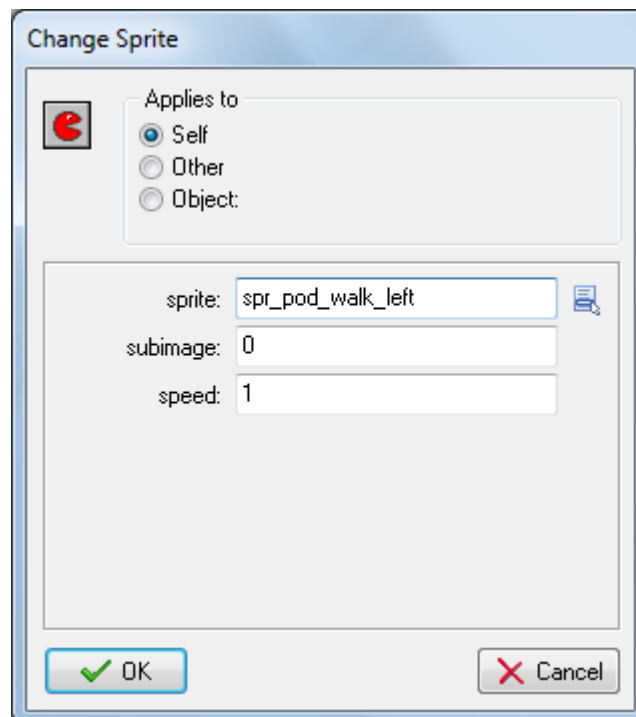 Change Sprite
Applies to
Self
Other
Object:
sprite: spr_pod_walk_left
subimage: 0
speed: 1
OK Cancel